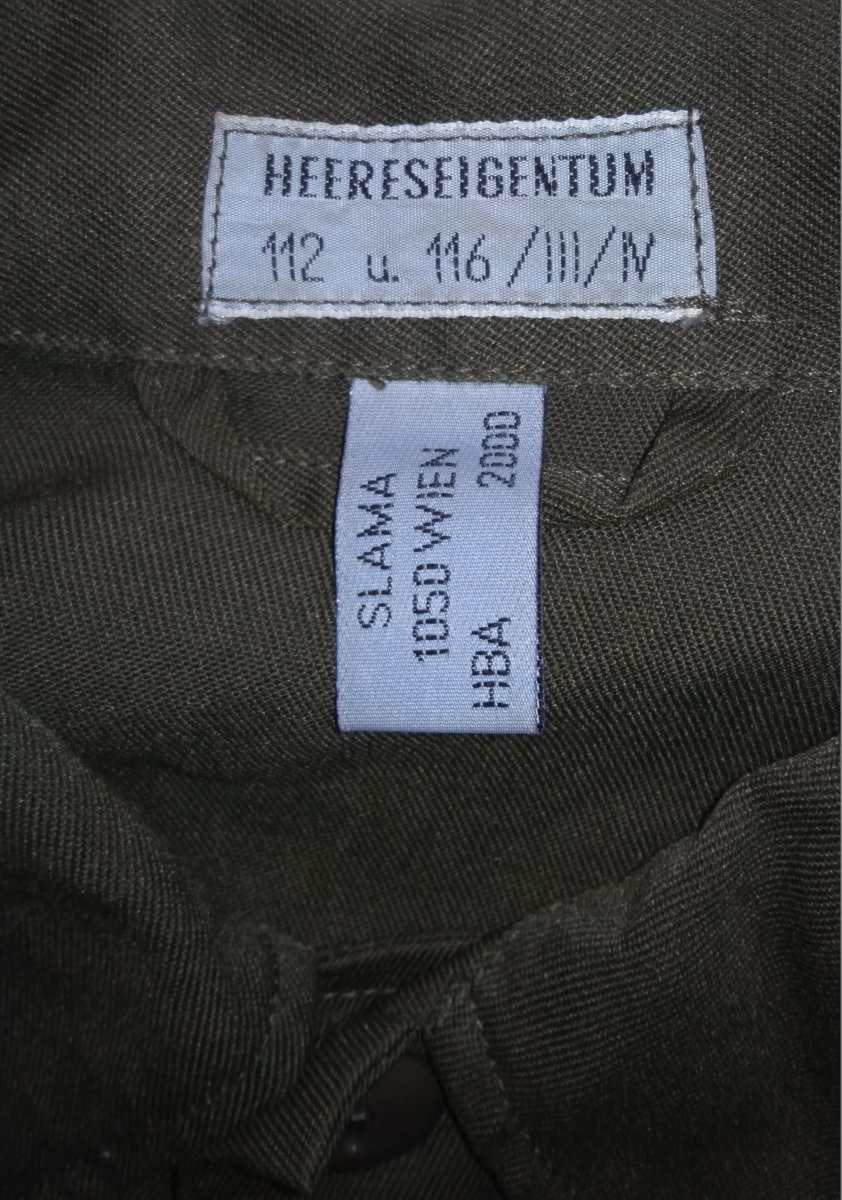 HEERESEIGENTUM
112 u. 116/III/IV
SLAMA
1050 WIEN
HBA 2000